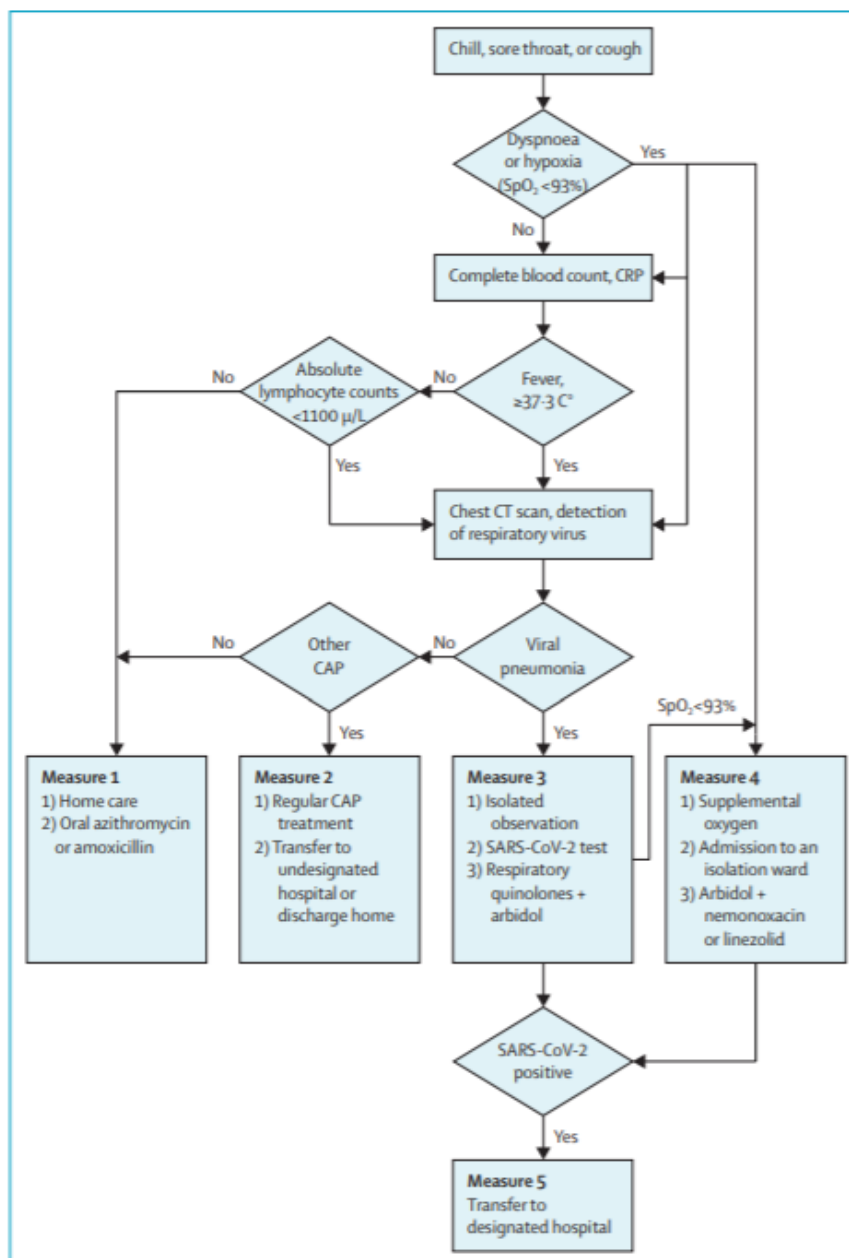 Chill, sore throat, or cough
Dyspnoea
or hypoxia
(SpO₂ <93%)
Yes
No
Complete blood count, CRP
Absolute
lymphocyte counts
<1100 μ/L
No
No
Fever,
≥37·3 C°
Yes
Yes
Chest CT scan, detection
of respiratory virus
No
Other
CAP
No
Viral
pneumonia
SpO₂<93%
Yes
Yes
Measure 1
1) Home care
2) Oral azithromycin
or amoxicillin
Measure 2
1) Regular CAP
treatment
2) Transfer to
undesignated
hospital or
discharge home
Measure 3
1) Isolated
observation
2) SARS-CoV-2 test
3) Respiratory
quinolones +
arbidol
Measure 4
1) Supplemental
oxygen
2) Admission to an
isolation ward
3) Arbidol +
nemonoxacin
or linezolid
SARS-CoV-2
positive
Yes
Measure 5
Transfer to
designated hospital